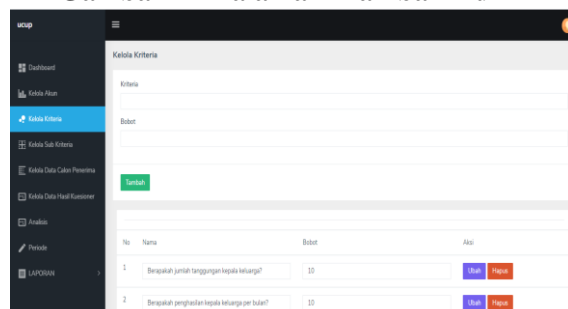 ucup
Dashboard
Kelola Akun
Kelola Kriteria
Kelola Sub Kriteria
Kelola Data Calon Penerima
Kelola Data Hasil Kuesioner
Analisis
Periode
LAPORAN
Kelola Kriteria
Kriteria
Bobot
Tambah
No Nama Bobot Aksi
1 Berapakah jumlah tanggungan kepala keluarga? 10 Ubah Hapus
2 Berapakah penghasilan kepala keluarga per bulan? 10 Ubah Hapus